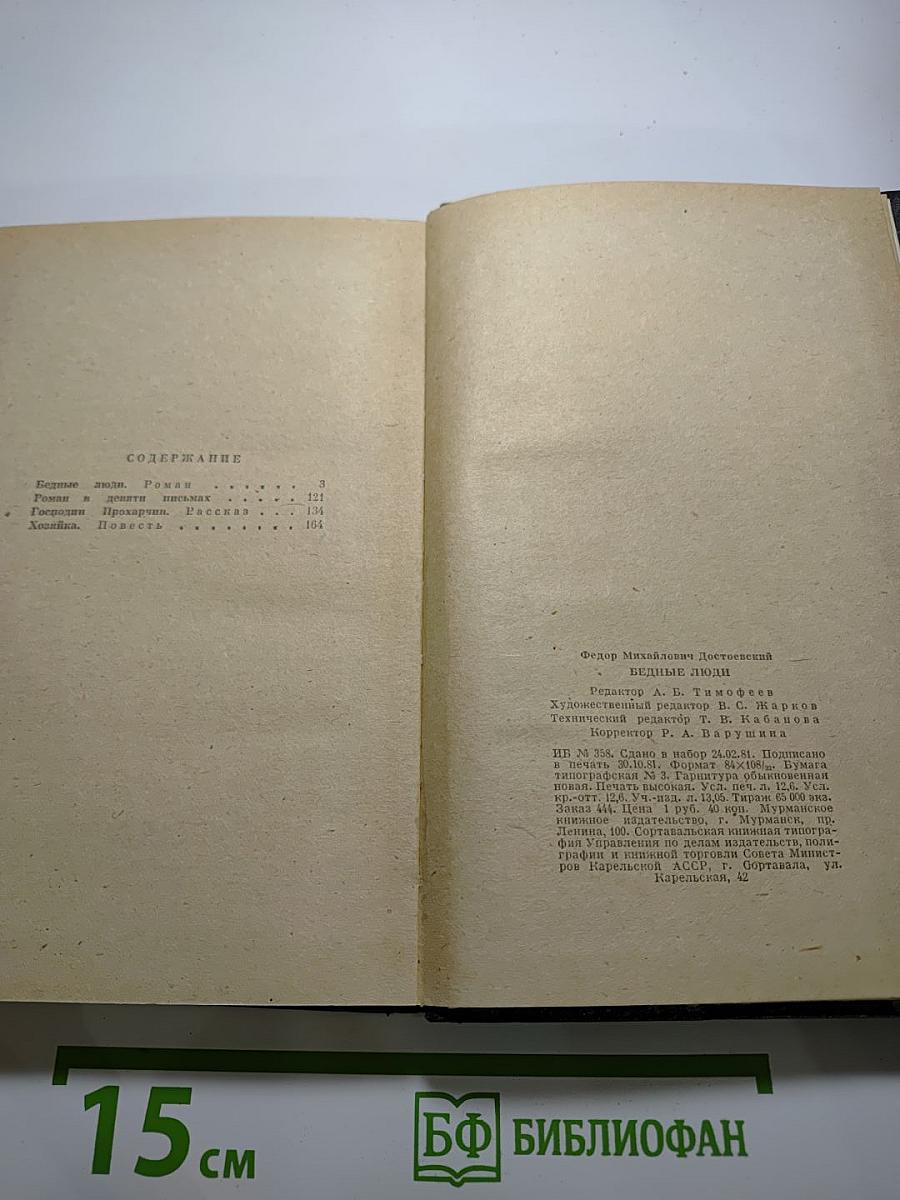 СОДЕРЖАНИЕ
Бедные люди. Роман . . . . . . 3
Роман в девяти письмах . . . . . 121
Господин Прохарчин. Рассказ . . . 134
Хозяйка. Повесть . . . . . . . . 164
Федор Михайлович Достоевский
БЕДНЫЕ ЛЮДИ
Редактор А. Б. Тимофеев
Художественный редактор В. С. Жарков
Технический редактор Т. В. Кабанова
Корректор Р. А. Варушина
ИБ № 358. Сдано в набор 24.02.81. Подписано
в печать 30.10.81. Формат 84×108/32. Бумага
типографская № 3. Гарнитура обыкновенная
новая. Печать высокая. Усл. печ. л. 12,6. Усл.
кр.-отт. 12,6. Уч.-изд. л. 13,05. Тираж 65 000 экз.
Заказ 444. Цена 1 руб. 40 коп. Мурманское
книжное издательство, г. Мурманск, пр.
Ленина, 100. Сортавальская книжная типогра-
фия Управления по делам издательств, поли-
графии и книжной торговли Совета Минист-
ров Карельской АССР, г. Сортавала, ул.
Карельская, 42
15 см
БФ БИБЛИОФАН